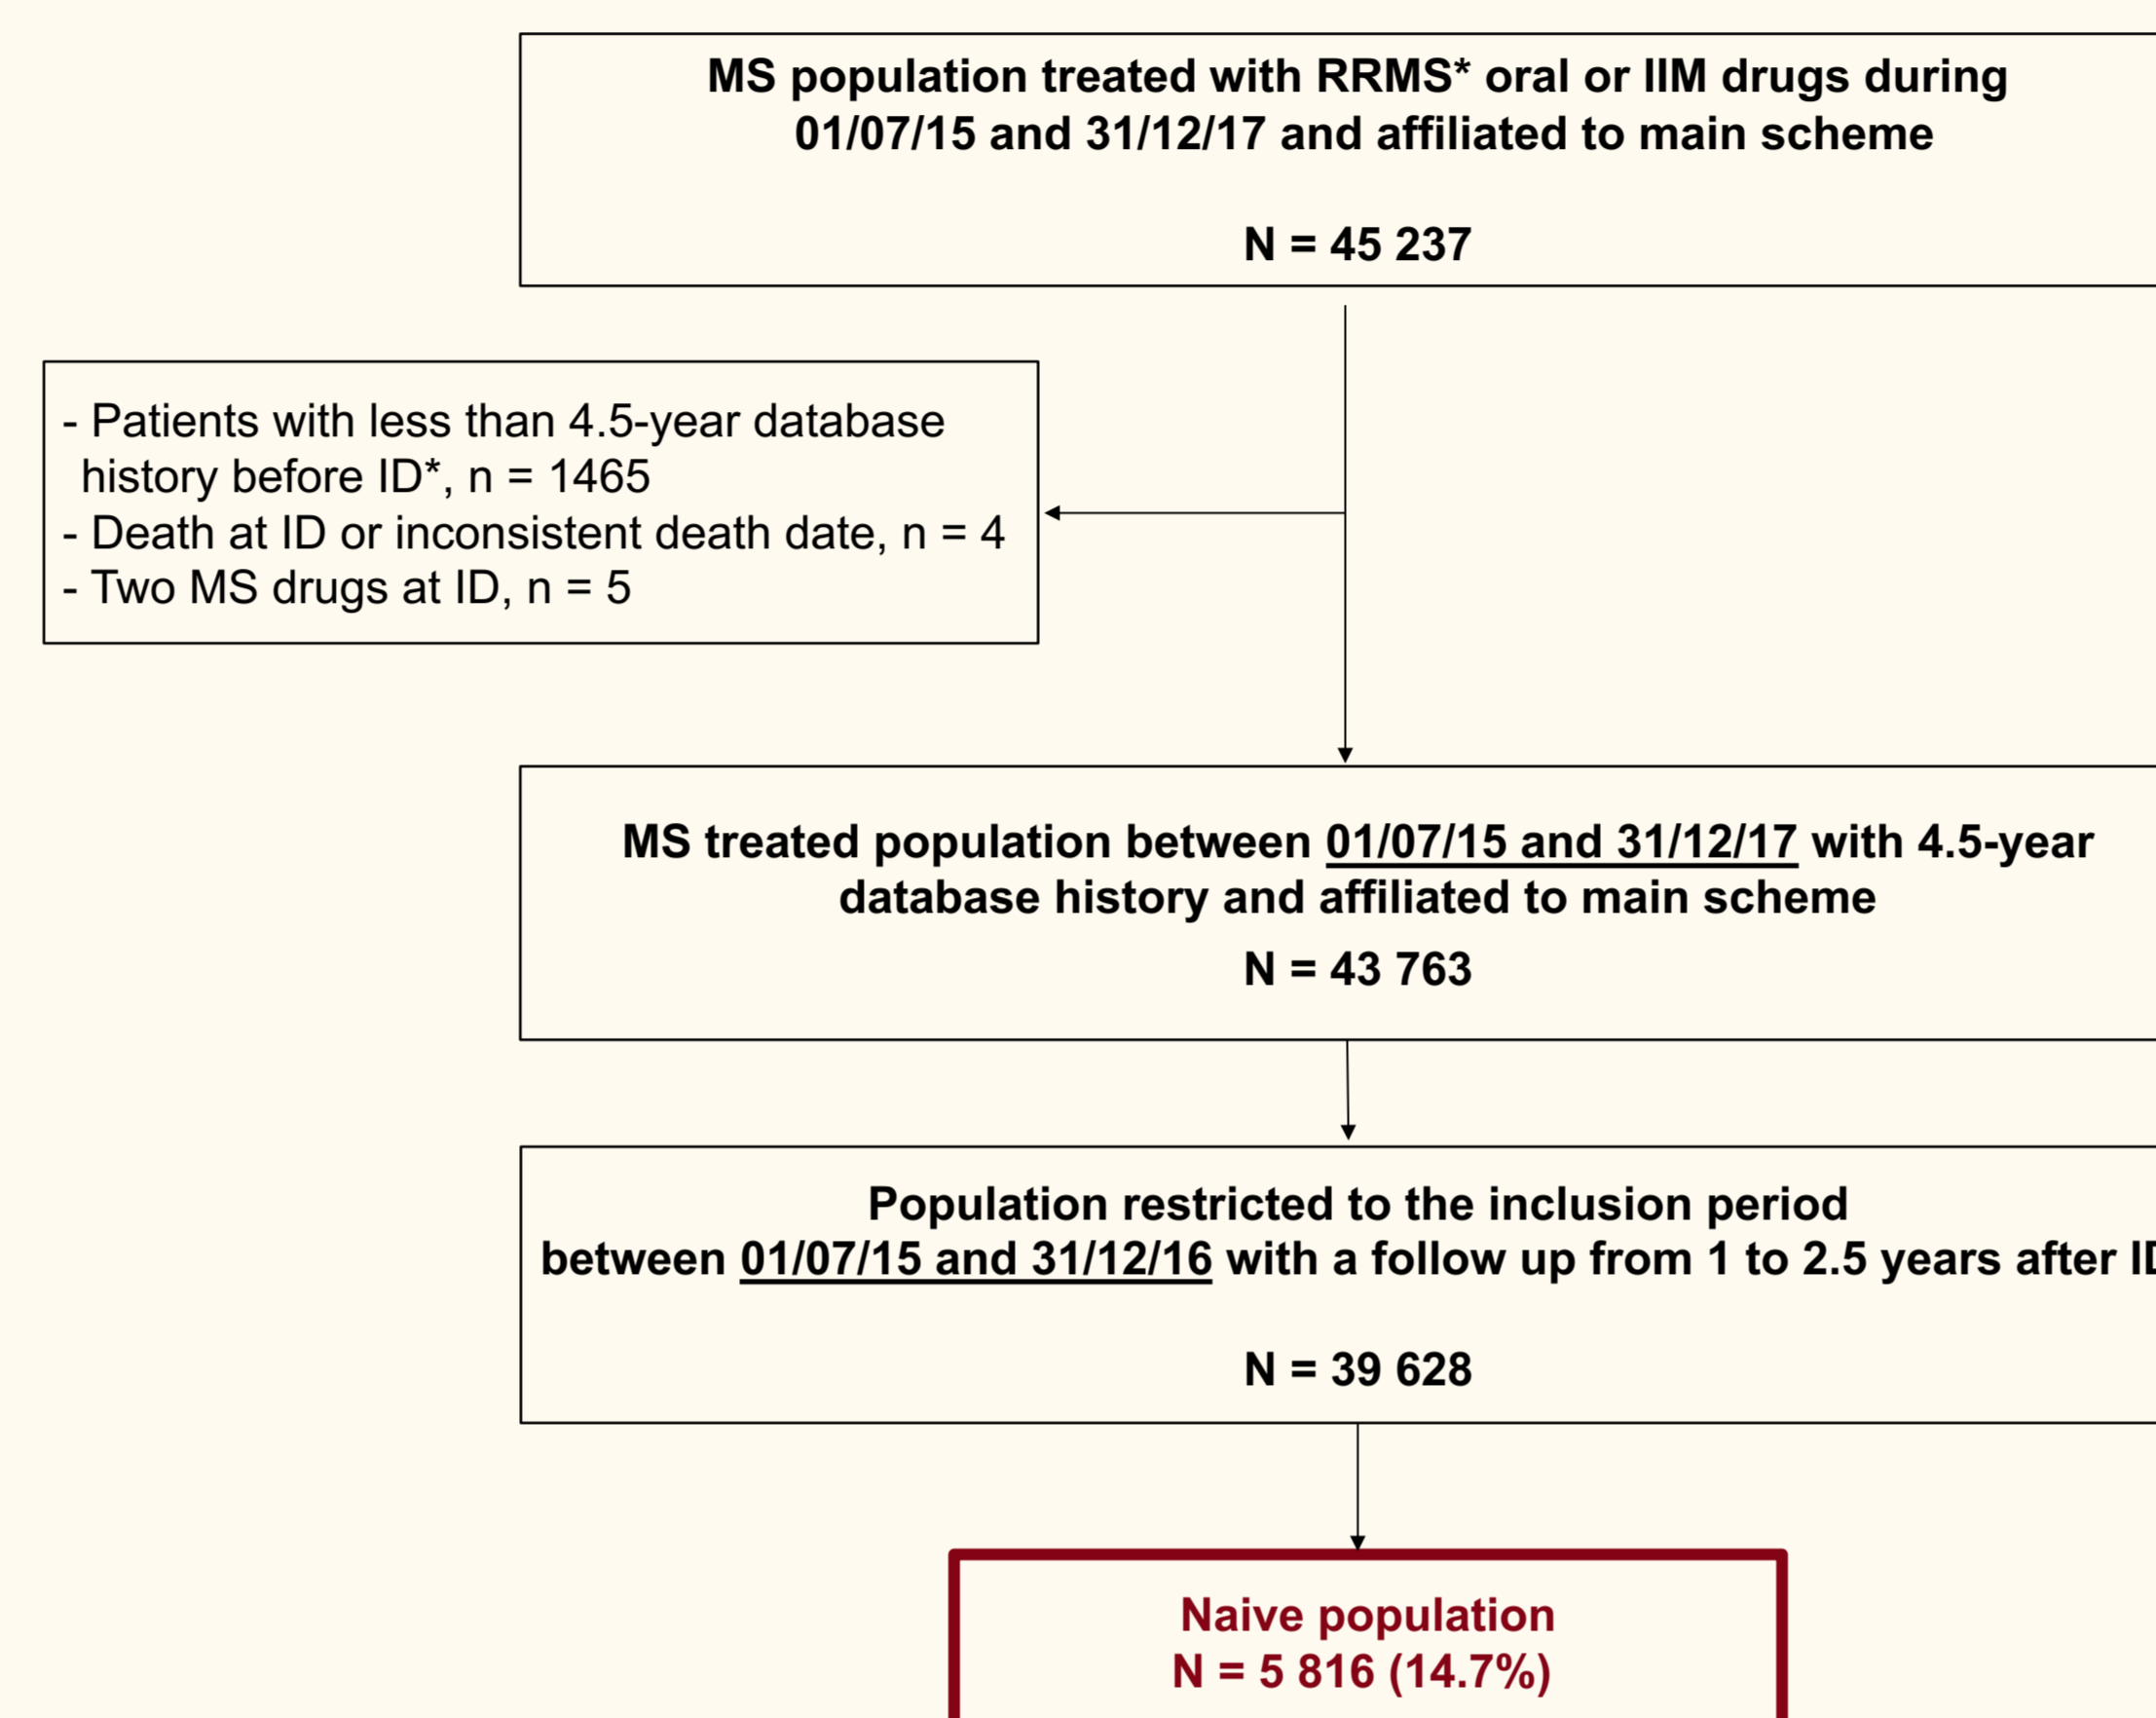 MS population treated with RRMS* oral or IIM drugs during
01/07/15 and 31/12/17 and affiliated to main scheme
N = 45 237
- Patients with less than 4.5-year database
history before ID*, n = 1465
- Death at ID or inconsistent death date, n = 4
- Two MS drugs at ID, n = 5
MS treated population between 01/07/15 and 31/12/17 with 4.5-year
database history and affiliated to main scheme
N = 43 763
Population restricted to the inclusion period
between 01/07/15 and 31/12/16 with a follow up from 1 to 2.5 years after
N = 39 628
Naive population
N = 5 816 (14.7%)